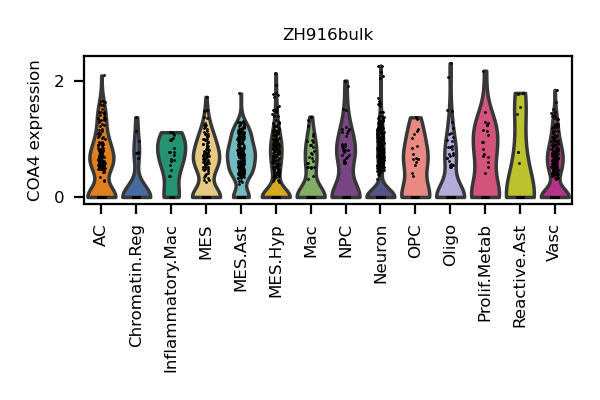 ZH916bulk
COA4 expression
2
0
AC
Chromatin.Reg
Inflammatory.Mac
MES
MES.Ast
MES.Hyp
Mac
NPC
Neuron
OPC
Oligo
Prolif.Metab
Reactive.Ast
Vasc